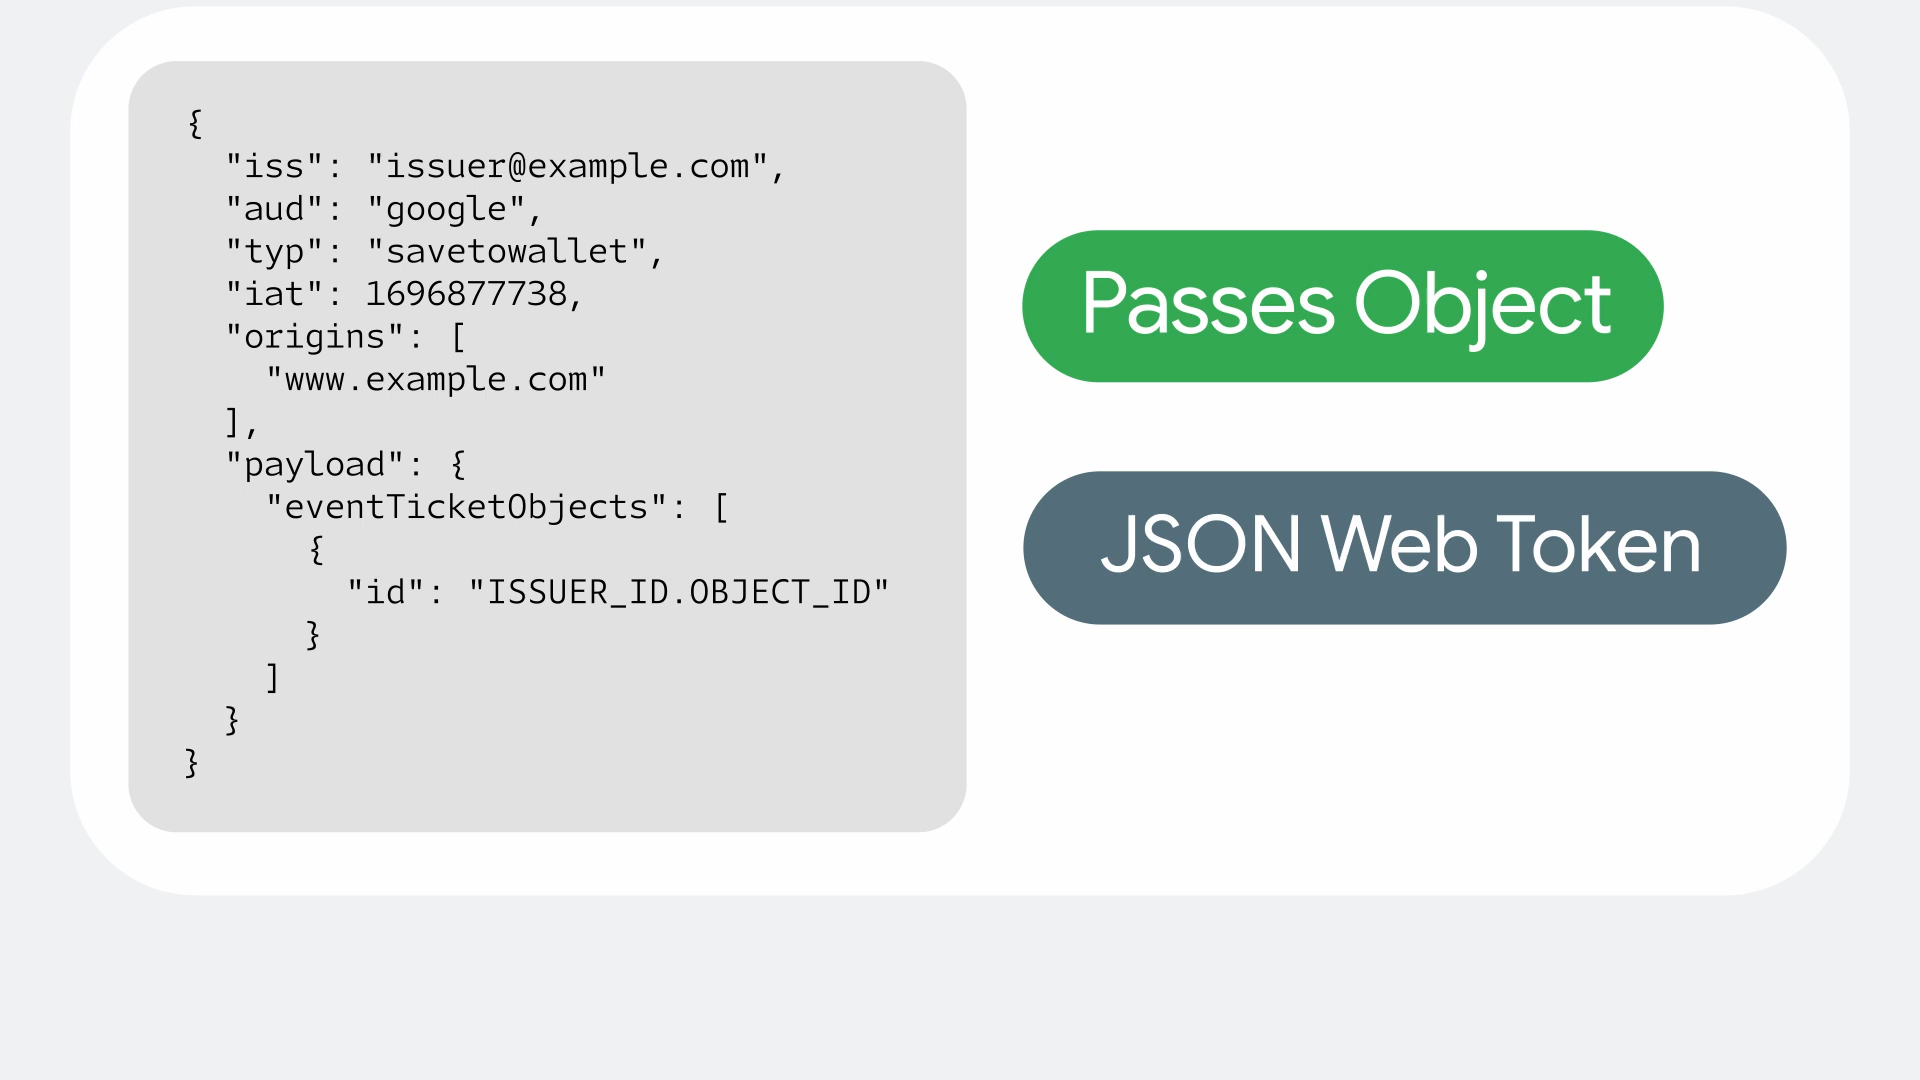 {
"iss": "issuer@example.com",
"aud": "google",
"typ": "savetowallet",
"iat": 1696877738,
"origins": [
"www.example.com"
],
"payload": {
"eventTicketObjects": [
{
"id": "ISSUER_ID.OBJECT_ID"
}
]
}
}
Passes Object
JSON Web Token